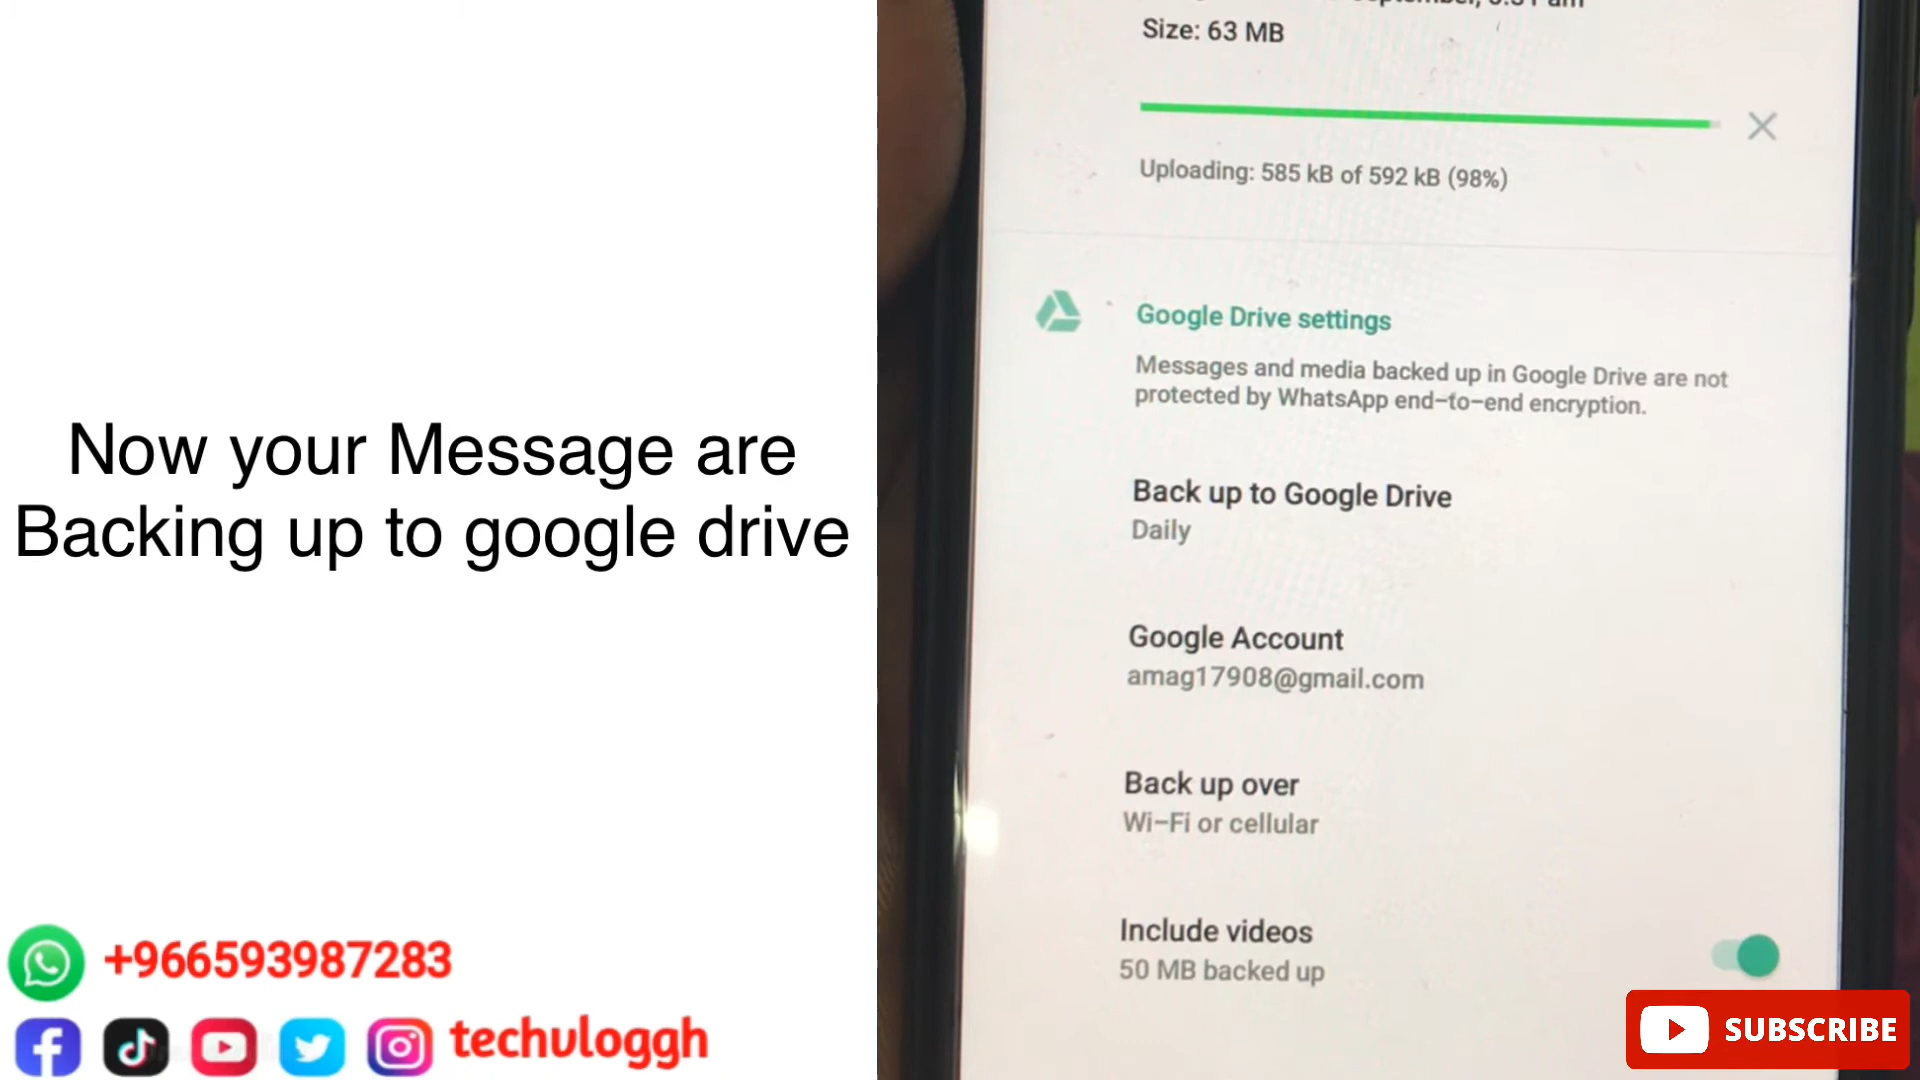 Now your Message are
Backing up to google drive
+966593987283
techuloggh
Size: 63 MB
Uploading: 585 kB of 592 kB (98%)
Google Drive settings
Messages and media backed up in Google Drive are not
protected by WhatsApp end-to-end encryption.
Back up to Google Drive
Daily
Google Account
amag17908@gmail.com
Back up over
Wi-Fi or cellular
Include videos
50 MB backed up
SUBSCRIBE